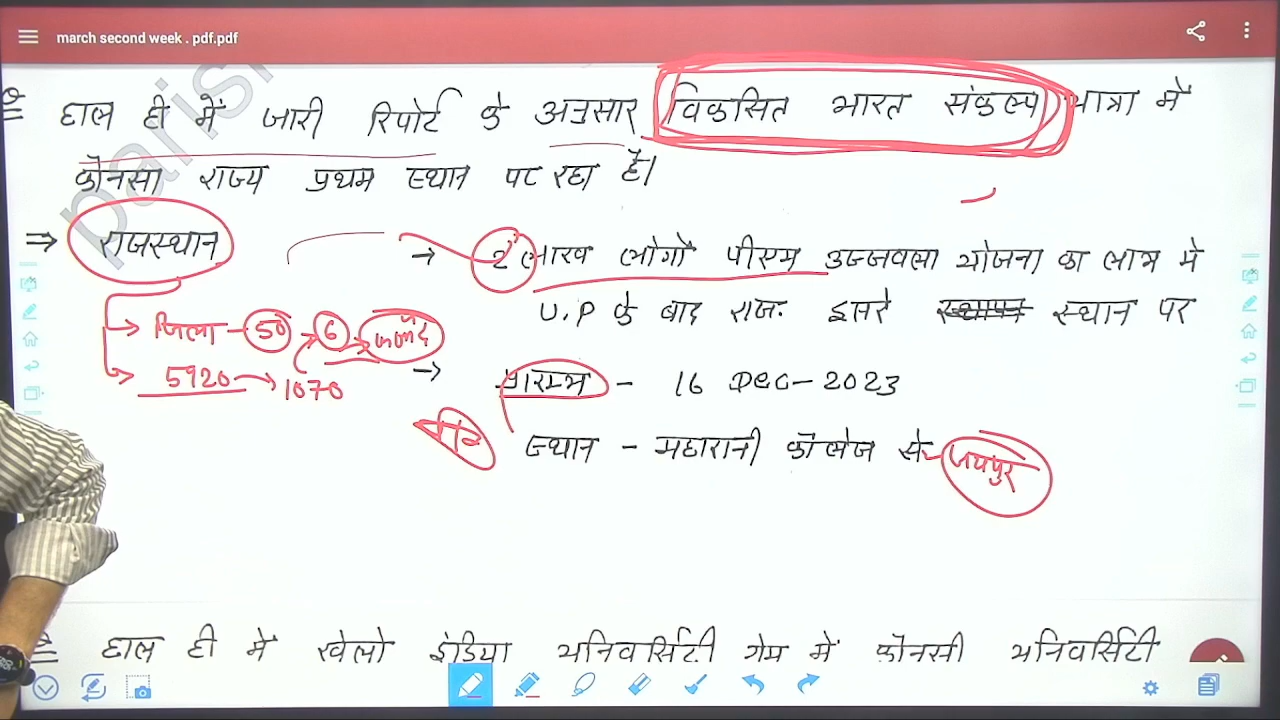 march second week . pdf.pdf
हाल ही में जारी रिपोर्ट के अनुसार विकसित भारत संकल्प यात्रा में
कौनसा राज्य प्रथम स्थान पर रहा है।
⇒ राजस्थान
→ 2 लाख लोगों पीएम उज्जवला योजना का लाभ में
U.P के बाद राज. दूसरे स्थान पर
→ जिला - 50 → 6
→ 5920 → 1070
→ प्रारम्भ - 16 Dec-2023
स्थान - महारानी कॉलेज से - जयपुर
हाल ही में खेलो इंडिया यूनिवर्सिटी गेम में कौनसी यूनिवर्सिटी